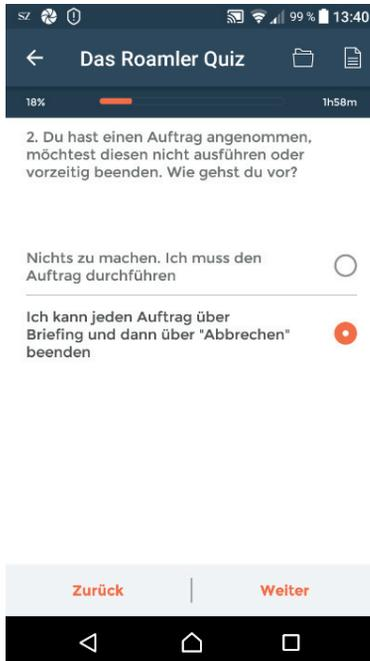 SZ 99 % 13:40
Das Roamler Quiz
18% 1h58m
2. Du hast einen Auftrag angenommen,
möchtest diesen nicht ausführen oder
vorzeitig beenden. Wie gehst du vor?
Nichts zu machen. Ich muss den
Auftrag durchführen
Ich kann jeden Auftrag über
Briefing und dann über "Abbrechen"
beenden
Zurück Weiter